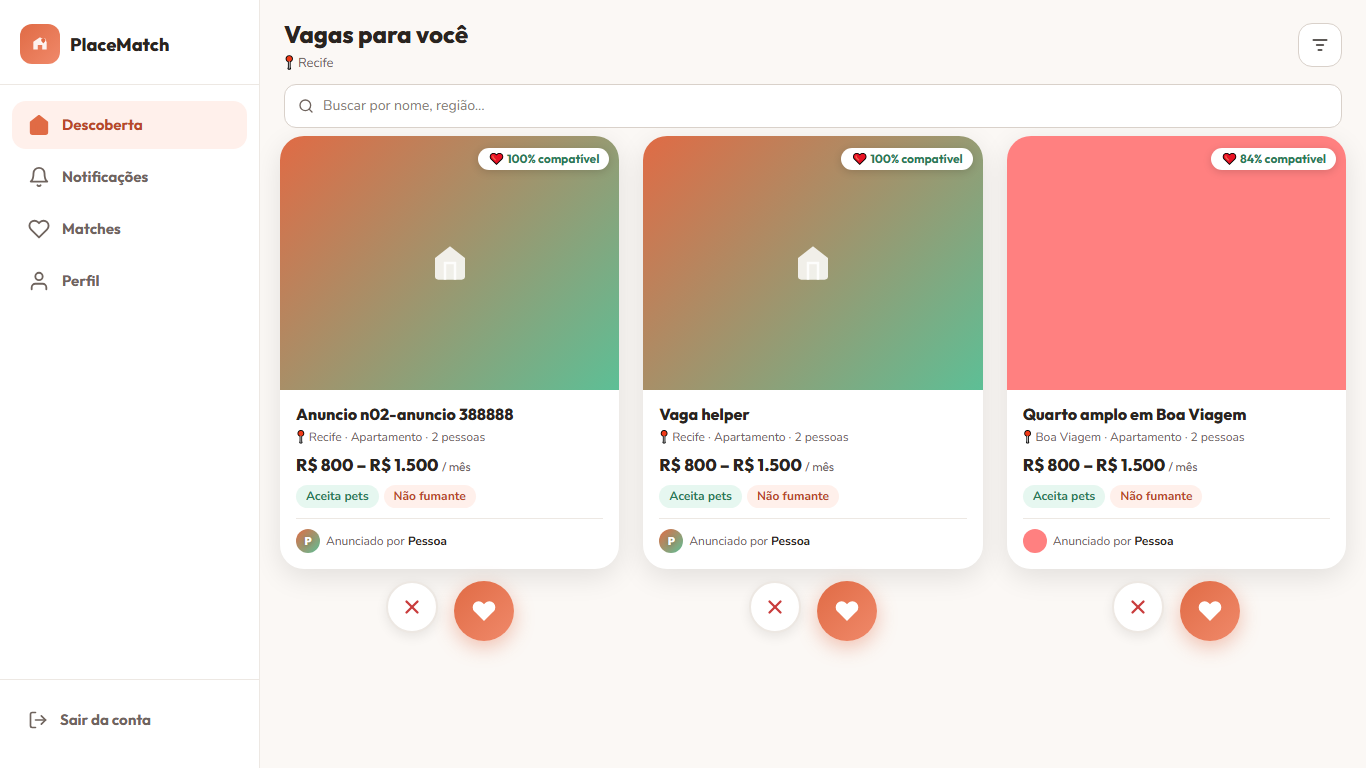 PlaceMatch
Descoberta
Notificações
Matches
Perfil
Sair da conta
Vagas para você
Recife
Buscar por nome, região...
100% compatível
Anuncio n02-anuncio 388888
Recife · Apartamento · 2 pessoas
R$ 800 – R$ 1.500 / mês
Aceita pets Não fumante
P Anunciado por Pessoa
100% compatível
Vaga helper
Recife · Apartamento · 2 pessoas
R$ 800 – R$ 1.500 / mês
Aceita pets Não fumante
P Anunciado por Pessoa
84% compatível
Quarto amplo em Boa Viagem
Boa Viagem · Apartamento · 2 pessoas
R$ 800 – R$ 1.500 / mês
Aceita pets Não fumante
Anunciado por Pessoa